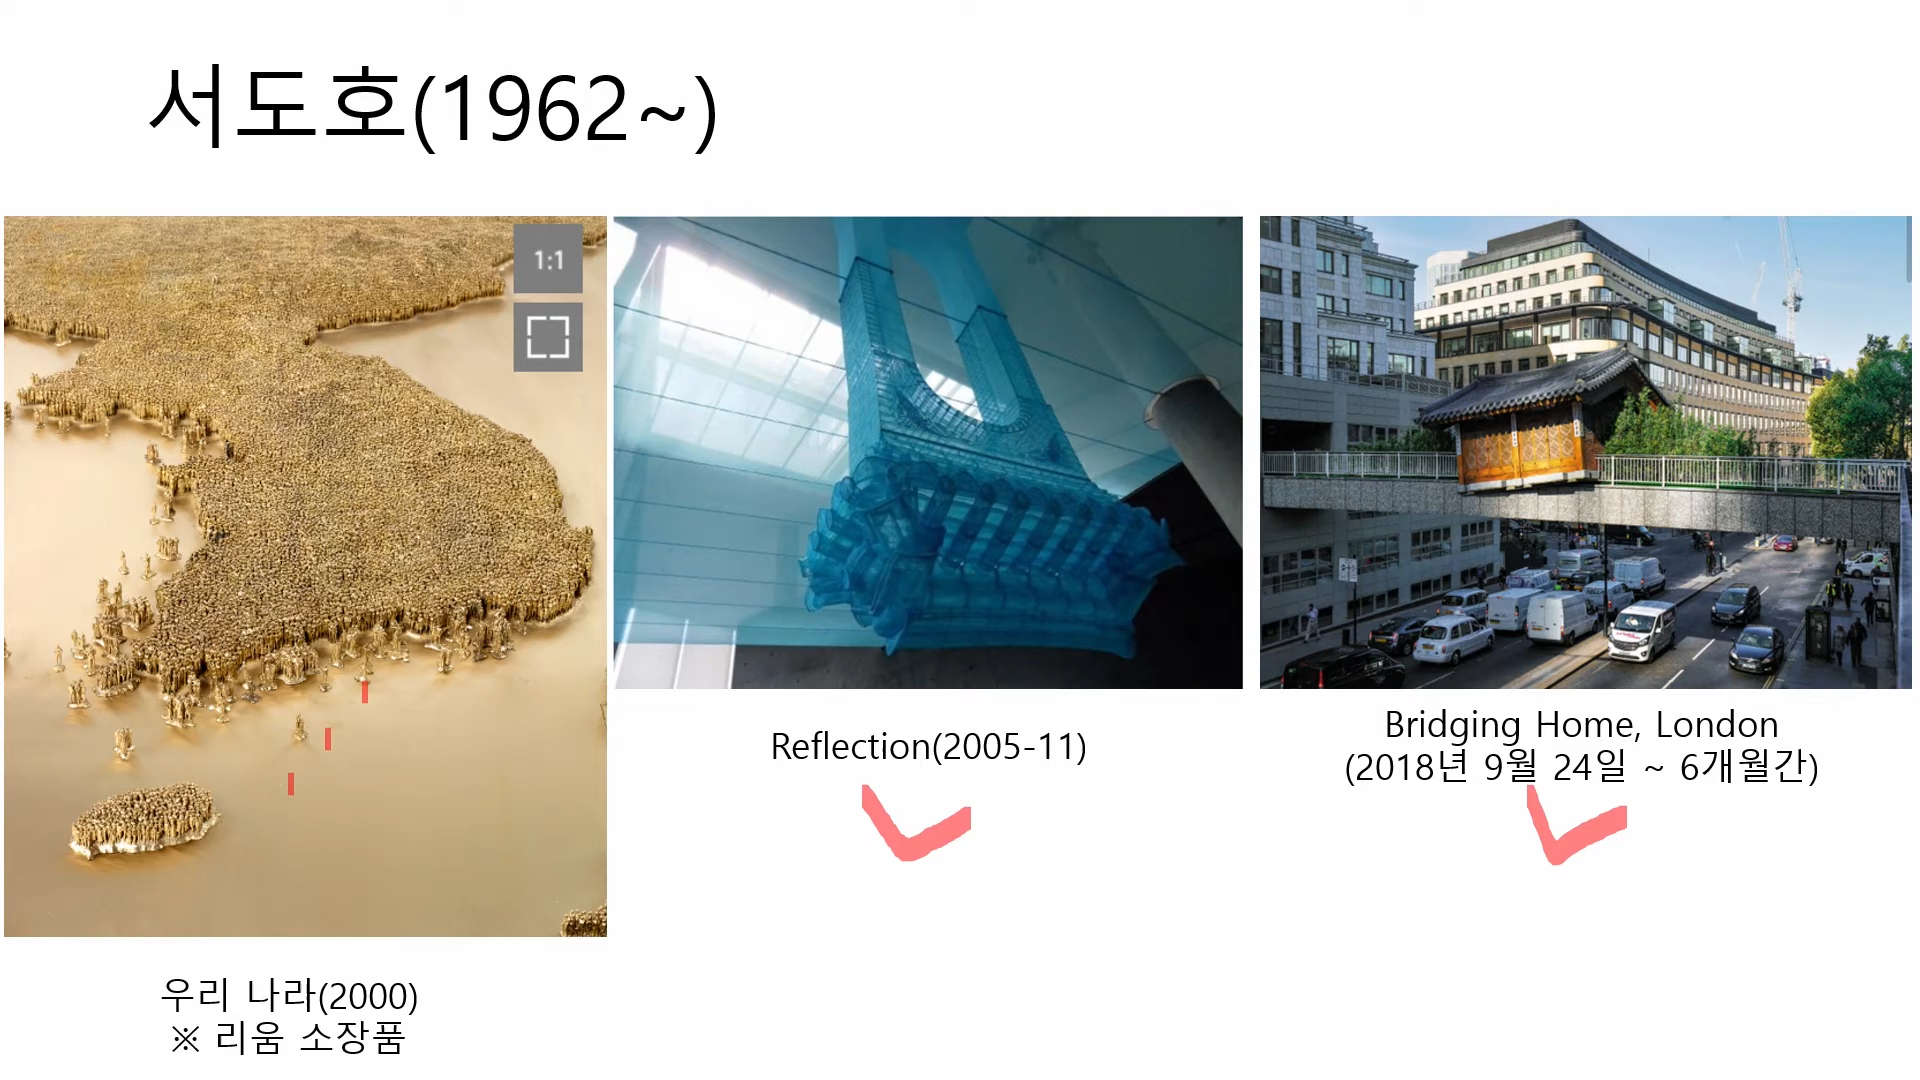 서도호(1962~)
1:1
우리 나라(2000)
※ 리움 소장품
Reflection(2005-11)
Bridging Home, London
(2018년 9월 24일 ~ 6개월간)